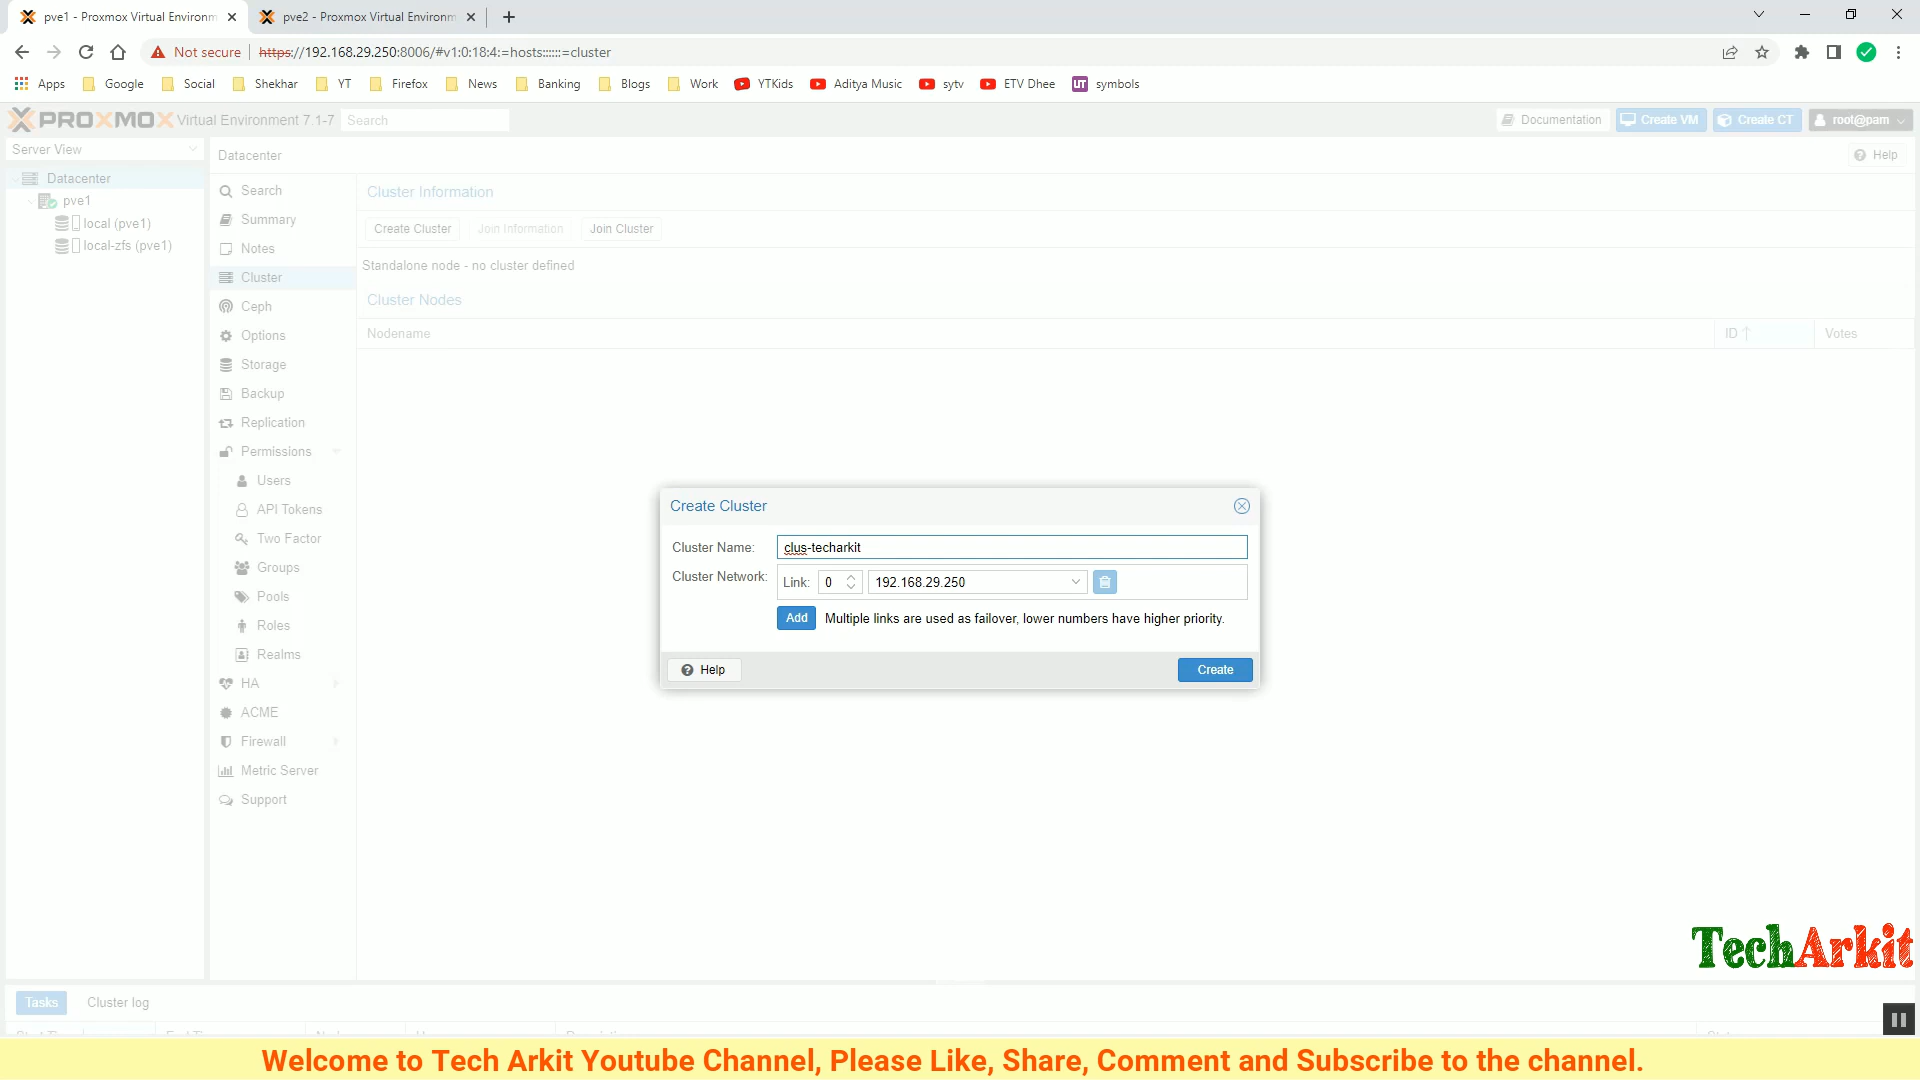 pve1 - Proxmox Virtual Environm
pve2 - Proxmox Virtual Environm
Not secure
https://192.168.29.250:8006/#v1:0:18:4:=hosts::::::=cluster
Apps Google Social Shekhar YT Firefox News Banking Blogs Work YTKids Aditya Music sytv ETV Dhee UT symbols
PROXMOX Virtual Environment 7.1-7 Search Documentation Create VM Create CT root@pam
Server View
Datacenter
pve1
local (pve1)
local-zfs (pve1)
Datacenter Help
Search
Summary
Notes
Cluster
Ceph
Options
Storage
Backup
Replication
Permissions
Users
API Tokens
Two Factor
Groups
Pools
Roles
Realms
HA
ACME
Firewall
Metric Server
Support
Cluster Information
Create Cluster Join Information Join Cluster
Standalone node - no cluster defined
Cluster Nodes
Nodename ID ↑ Votes
Create Cluster
Cluster Name: clus-techarkit
Cluster Network: Link: 0 192.168.29.250
Add Multiple links are used as failover, lower numbers have higher priority.
Help Create
TechArkit
Tasks Cluster log
Welcome to Tech Arkit Youtube Channel, Please Like, Share, Comment and Subscribe to the channel.